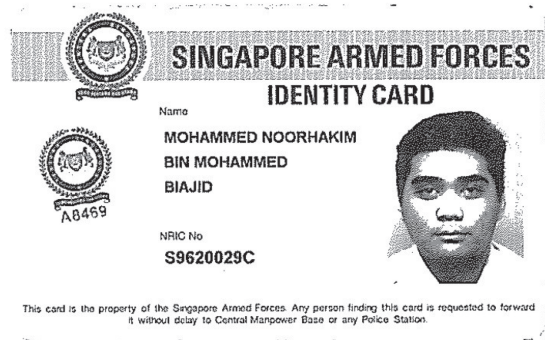 SINGAPORE ARMED FORCES
IDENTITY CARD
Name
MOHAMMED NOORHAKIM
BIN MOHAMMED
BIAJID
A8469
NRIC No
S9620029C
This card is the property of the Singapore Armed Forces. Any person finding this card is requested to forward
it without delay to Central Manpower Base or any Police Station.